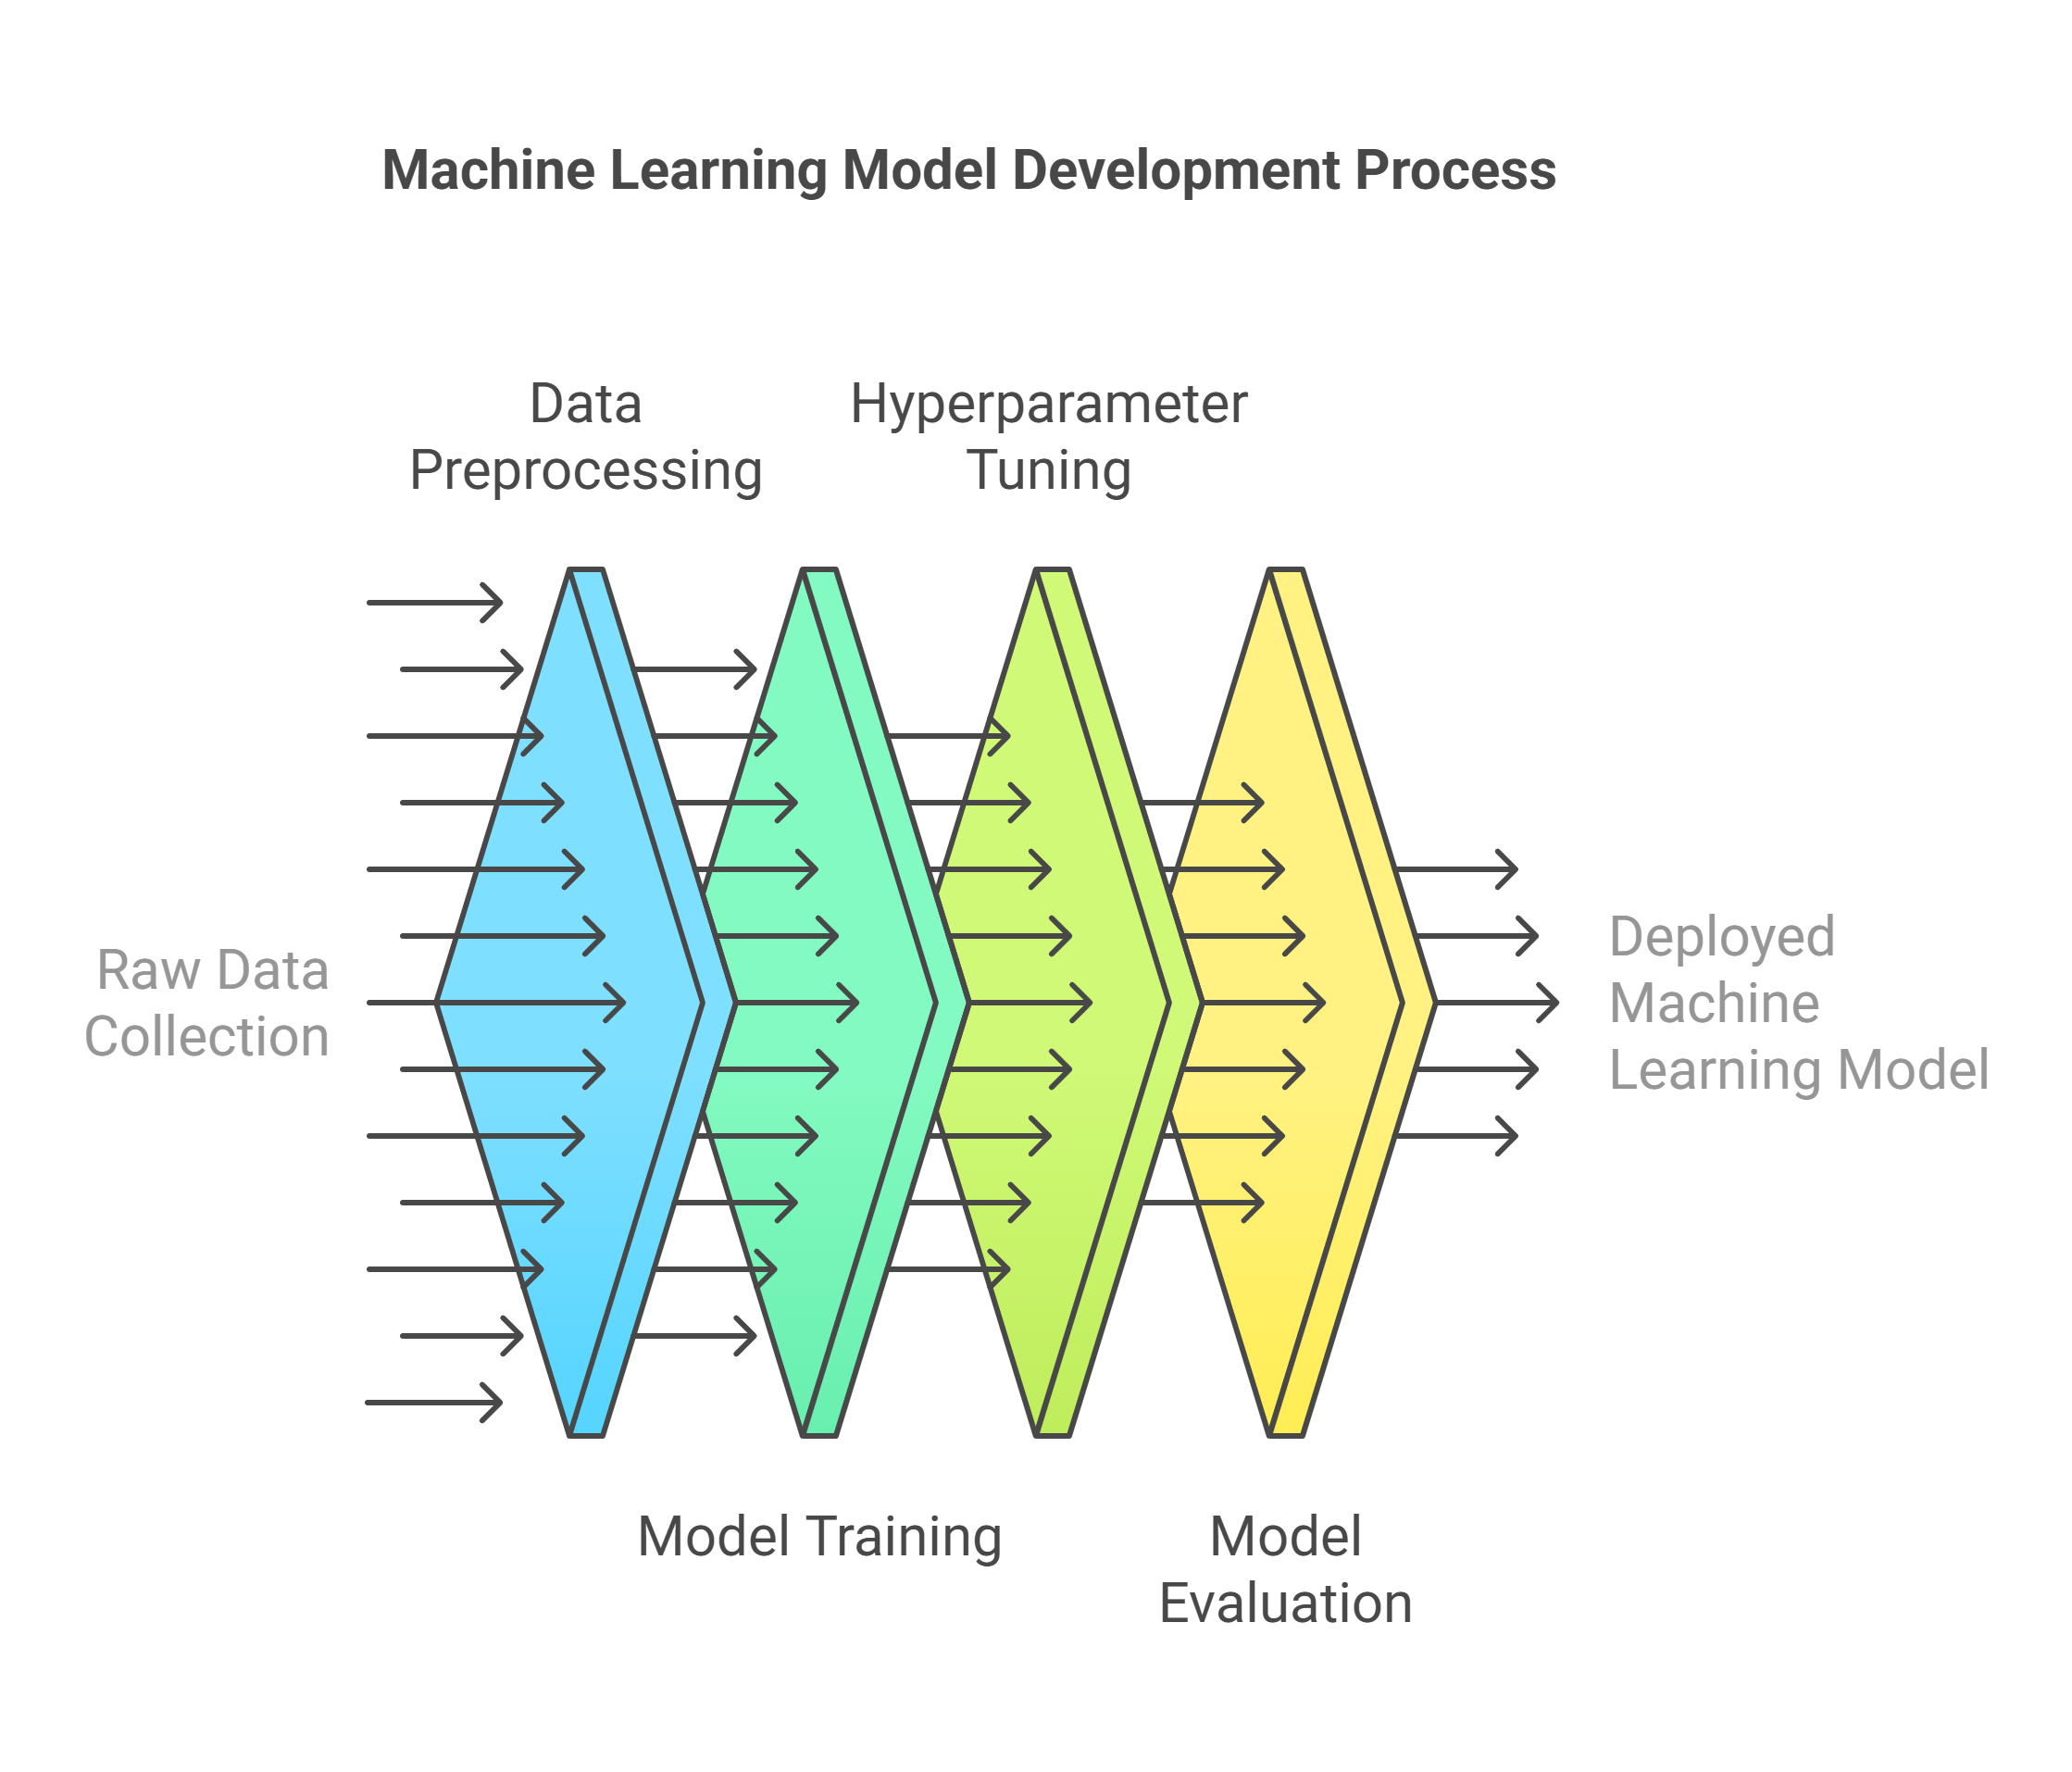 Machine Learning Model Development Process
Data
Preprocessing
Hyperparameter
Tuning
Raw Data
Collection
Deployed
Machine
Learning Model
Model Training
Model
Evaluation